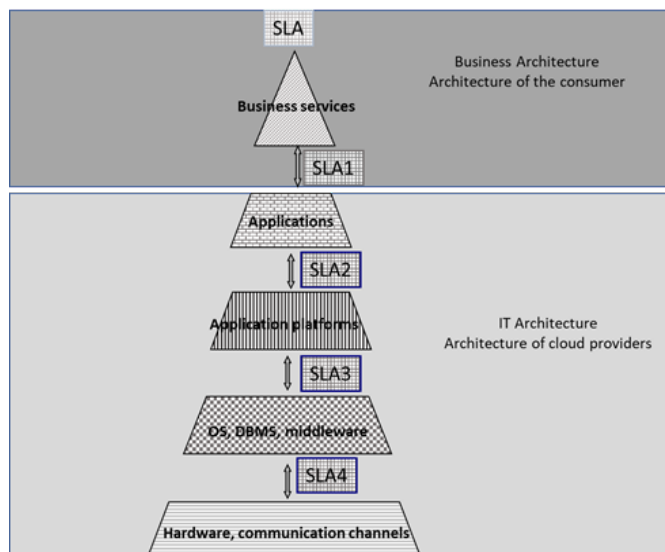 SLA
Business Architecture
Architecture of the consumer
Business services
SLA1
Applications
SLA2
Application platforms
IT Architecture
Architecture of cloud providers
SLA3
OS, DBMS, middleware
SLA4
Hardware, communication channels